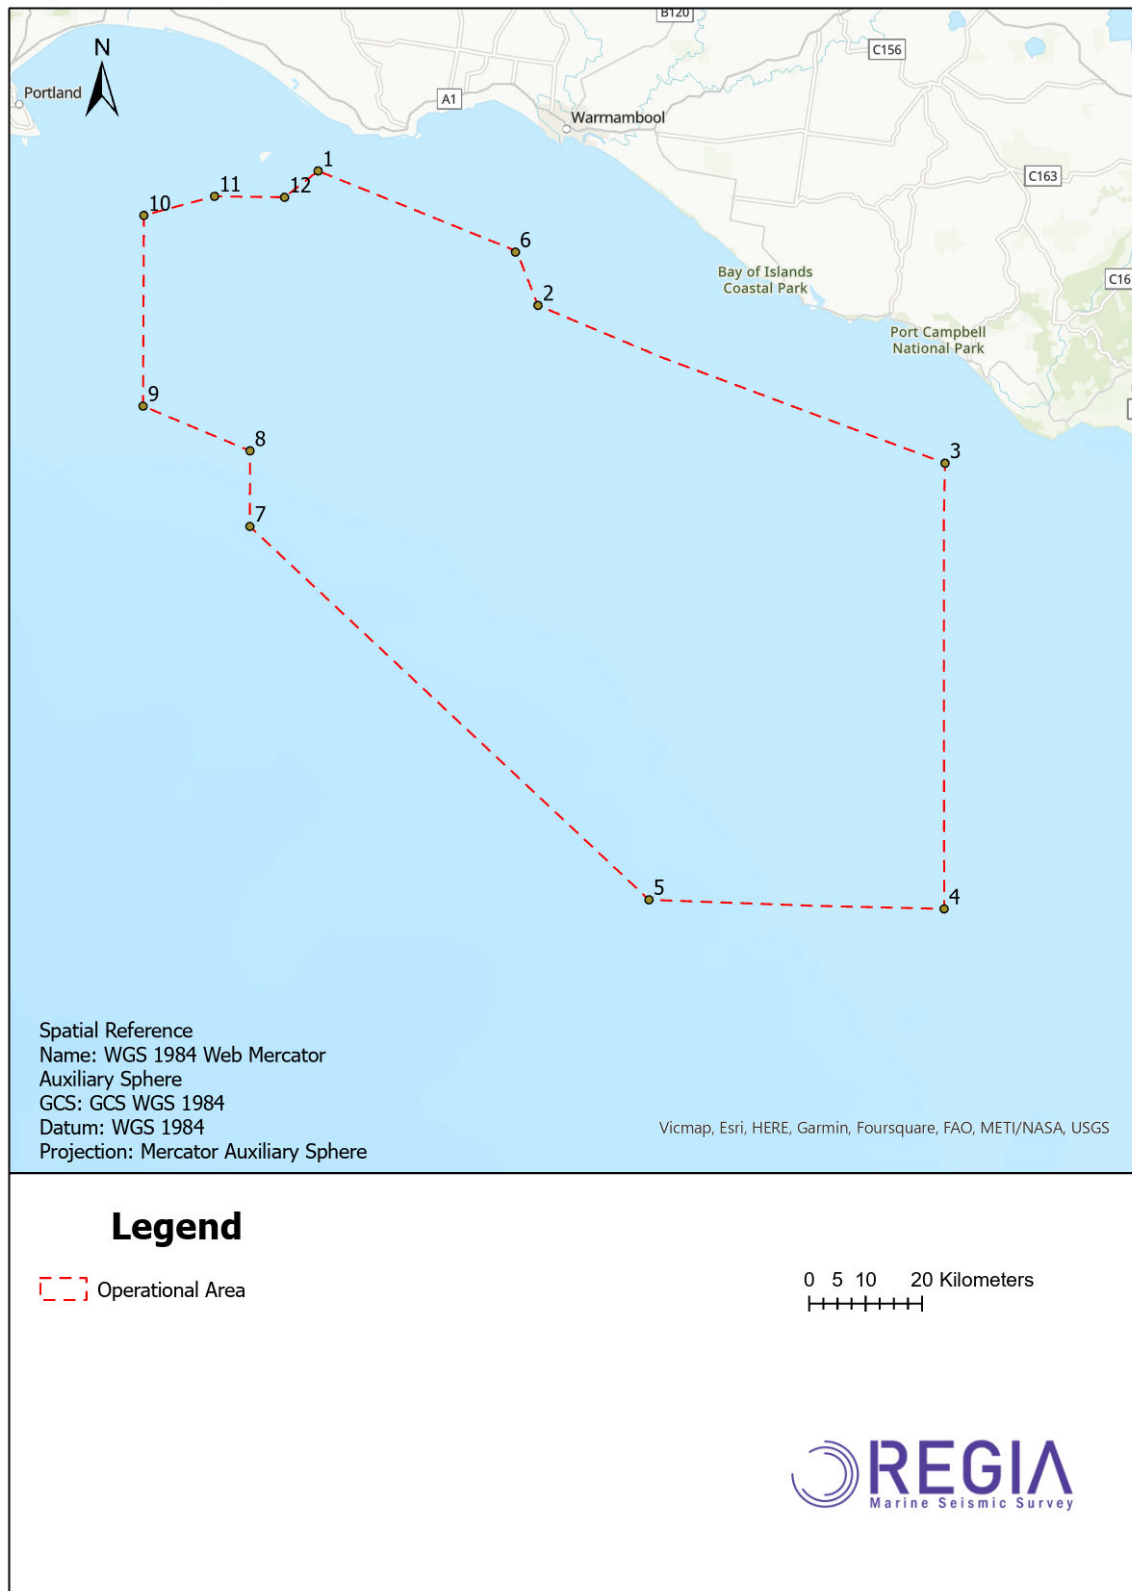 B120
C156
N
Portland
A1
Warrnambool
1
C163
11
12
10
6
Bay of Islands
Coastal Park
C16
2
Port Campbell
National Park
9
8
3
7
5
4
Spatial Reference
Name: WGS 1984 Web Mercator
Auxiliary Sphere
GCS: GCS WGS 1984
Datum: WGS 1984
Projection: Mercator Auxiliary Sphere
Vicmap, Esri, HERE, Garmin, Foursquare, FAO, METI/NASA, USGS
Legend
Operational Area
0 5 10 20 Kilometers
REGIA
Marine Seismic Survey